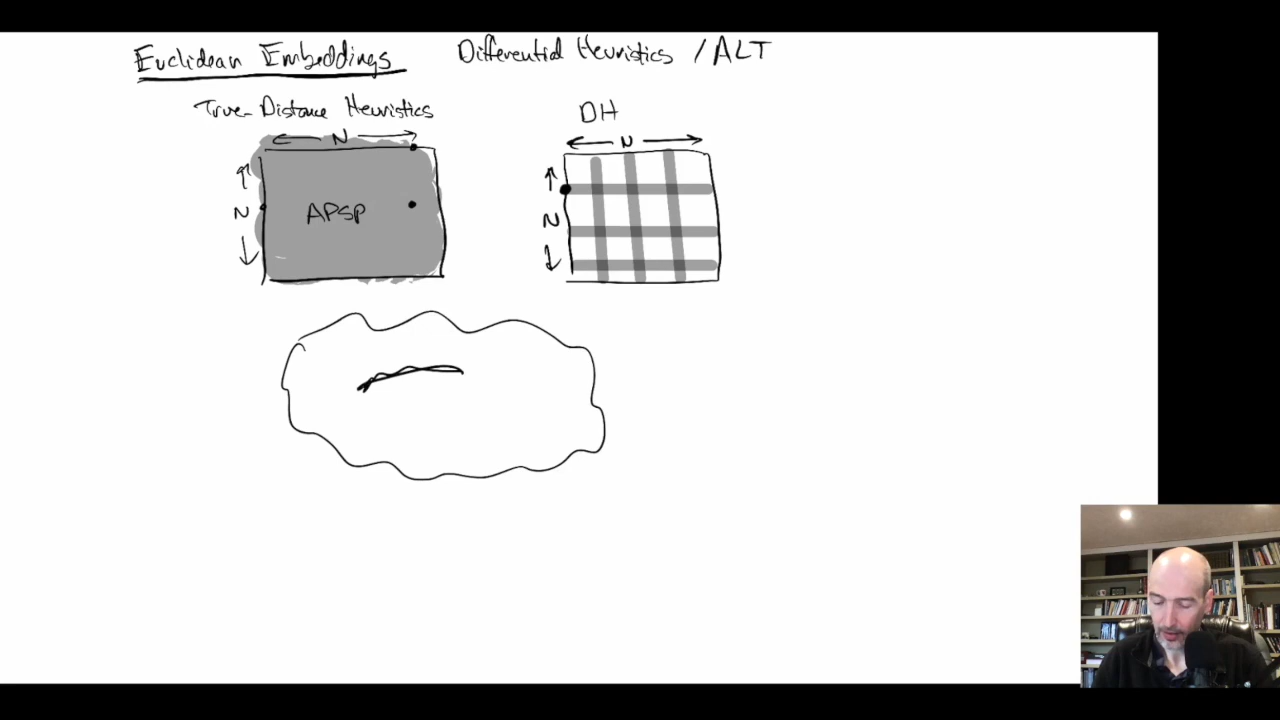 Euclidean Embeddings Differential Heuristics / ALT
True-Distance Heuristics DH
N N
N APSP N